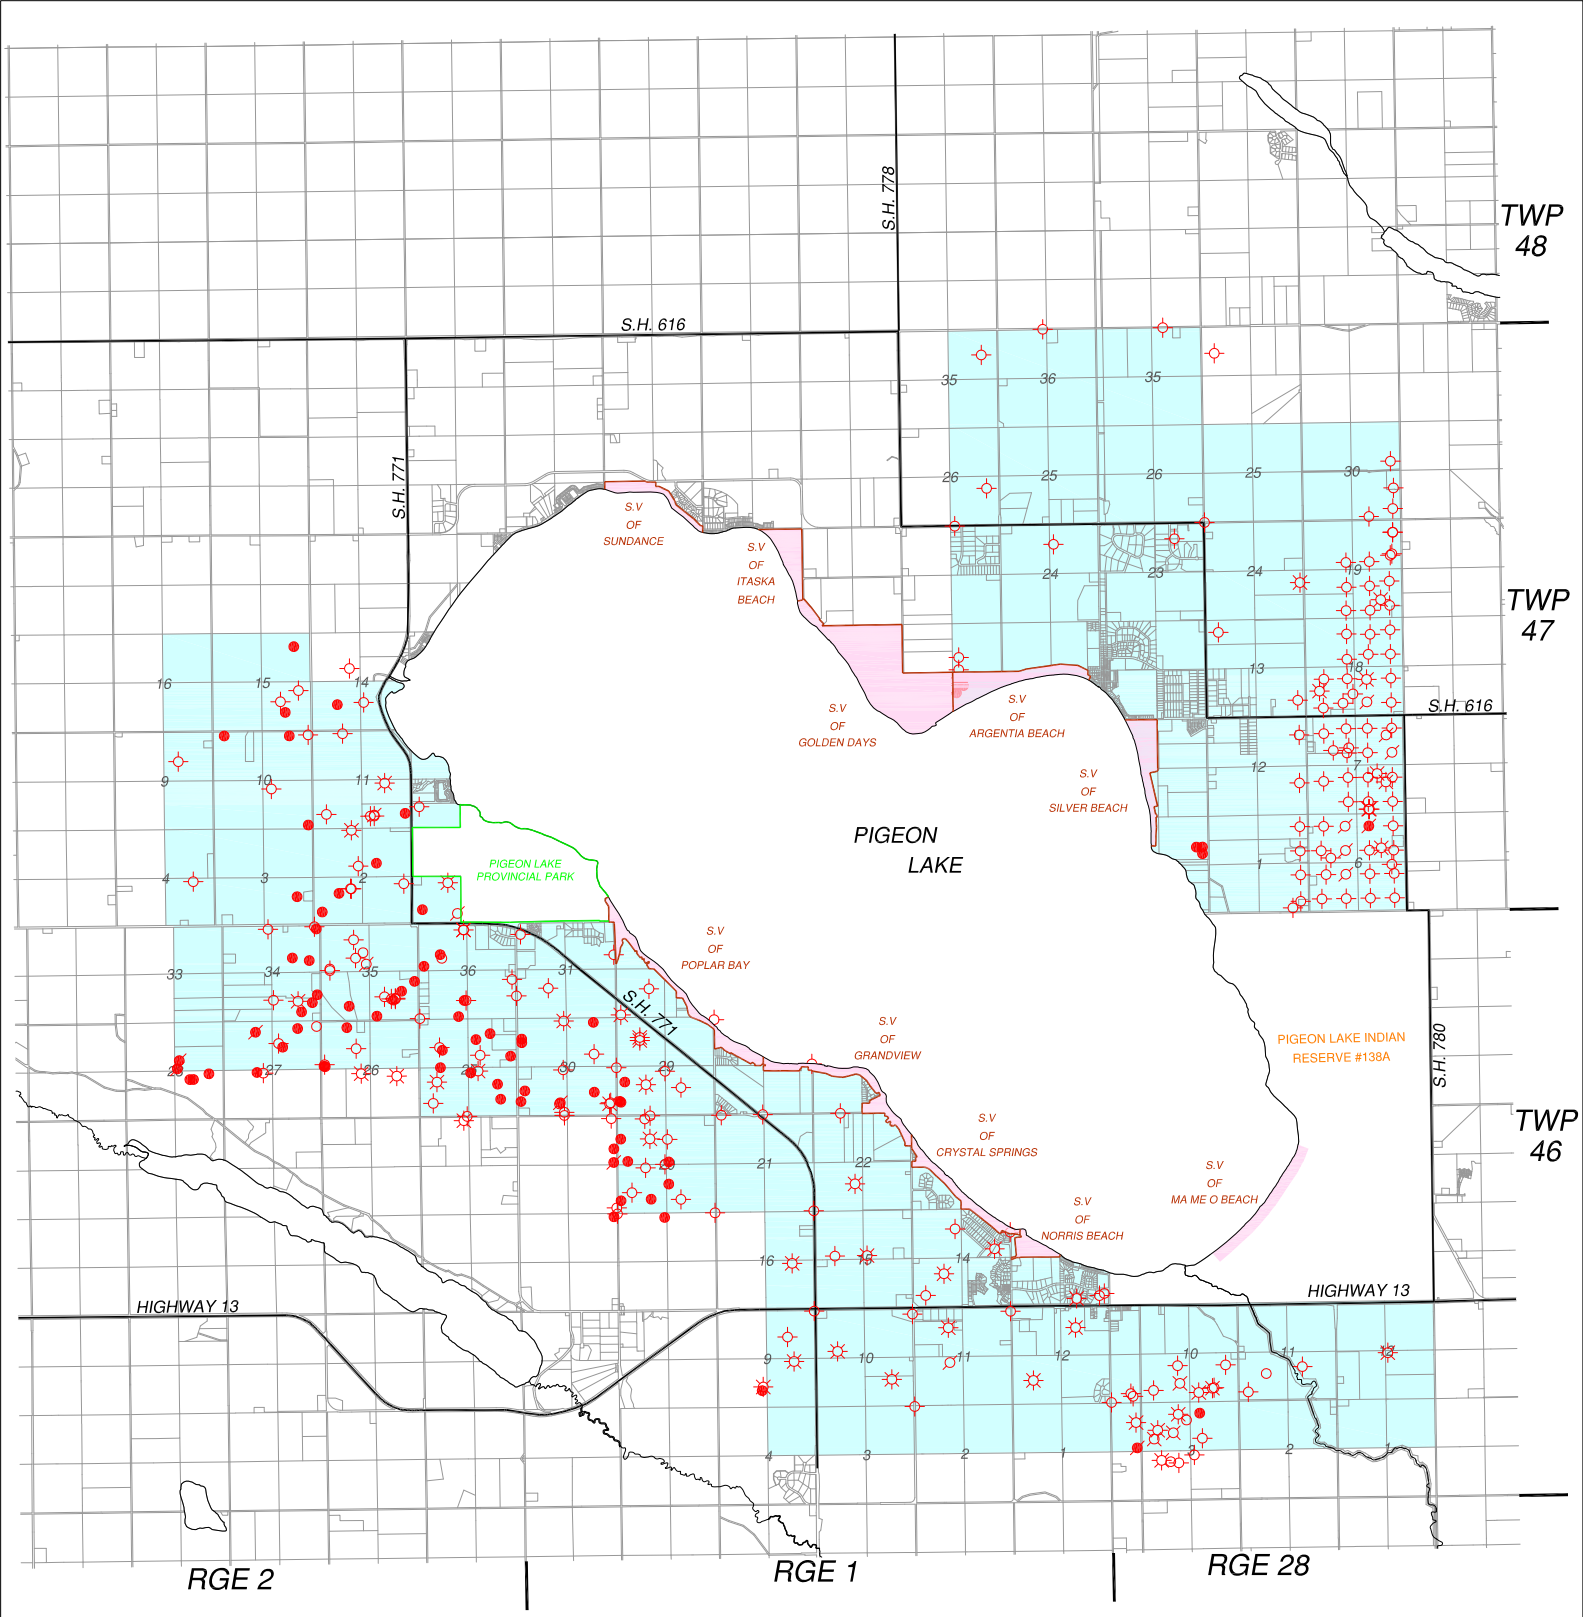 S.H. 778
TWP
48
S.H. 616
35
36
35
S.H. 771
26
25
26
25
30
S.V
OF
SUNDANCE
S.V
OF
ITASKA
BEACH
24
23
24
19
TWP
47
16
15
14
13
18
S.V
OF
GOLDEN DAYS
S.V
OF
ARGENTIA BEACH
S.H. 616
9
10
11
12
7
S.V
OF
SILVER BEACH
PIGEON
LAKE
PIGEON LAKE
PROVINCIAL PARK
4
3
2
1
6
S.V
OF
POPLAR BAY
33
34
35
36
31
S.H. 771
S.V
OF
GRANDVIEW
PIGEON LAKE INDIAN
RESERVE #138A
S.H. 780
28
27
26
25
30
29
S.V
OF
CRYSTAL SPRINGS
TWP
46
21
22
S.V
OF
MA ME O BEACH
S.V
OF
NORRIS BEACH
16
15
14
HIGHWAY 13
HIGHWAY 13
9
10
11
12
10
11
12
4
3
2
1
3
2
1
RGE 2
RGE 1
RGE 28